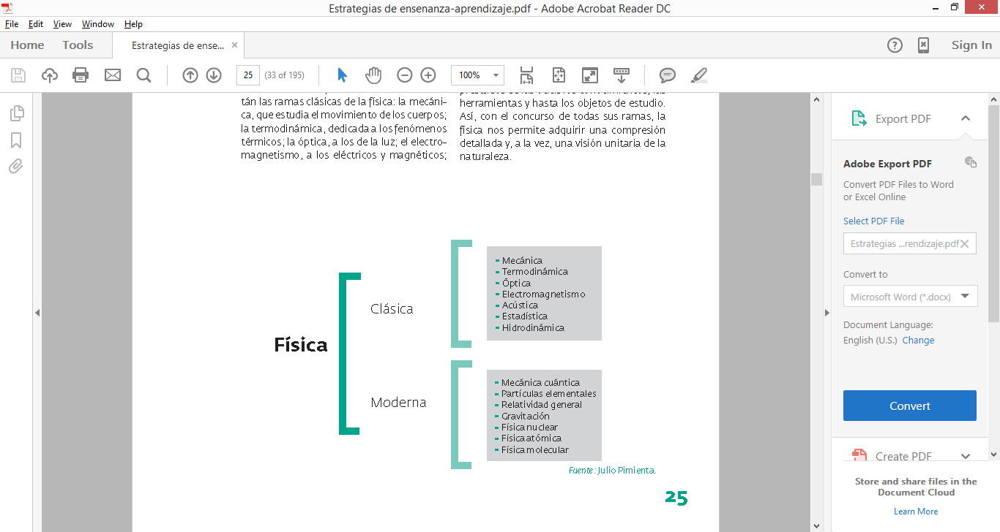 Estrategias de ensenanza-aprendizaje.pdf - Adobe Acrobat Reader DC
File Edit View Window Help
Home Tools Estrategias de ense... × Sign In
25 (33 of 195) 100%
tán las ramas clásicas de la física: la mecáni-
ca, que estudia el movimiento de los cuerpos;
la termodinámica, dedicada a los fenómenos
térmicos; la óptica, a los de la luz; el electro-
magnetismo, a los eléctricos y magnéticos;
herramientas y hasta los objetos de estudio.
Así, con el concurso de todas sus ramas, la
física nos permite adquirir una compresión
detallada y, a la vez, una visión unitaria de la
naturaleza.
Física
Clásica
Mecánica
Termodinámica
Óptica
Electromagnetismo
Acústica
Estadística
Hidrodinámica
Moderna
Mecánica cuántica
Partículas elementales
Relatividad general
Gravitación
Física nuclear
Física atómica
Física molecular
Fuente: Julio Pimienta.
25
Export PDF
Adobe Export PDF
Convert PDF Files to Word
or Excel Online
Select PDF File
Estrategias ...rendizaje.pdf
Convert to
Microsoft Word (*.docx)
Document Language:
English (U.S.) Change
Convert
Create PDF
Store and share files in the
Document Cloud
Learn More